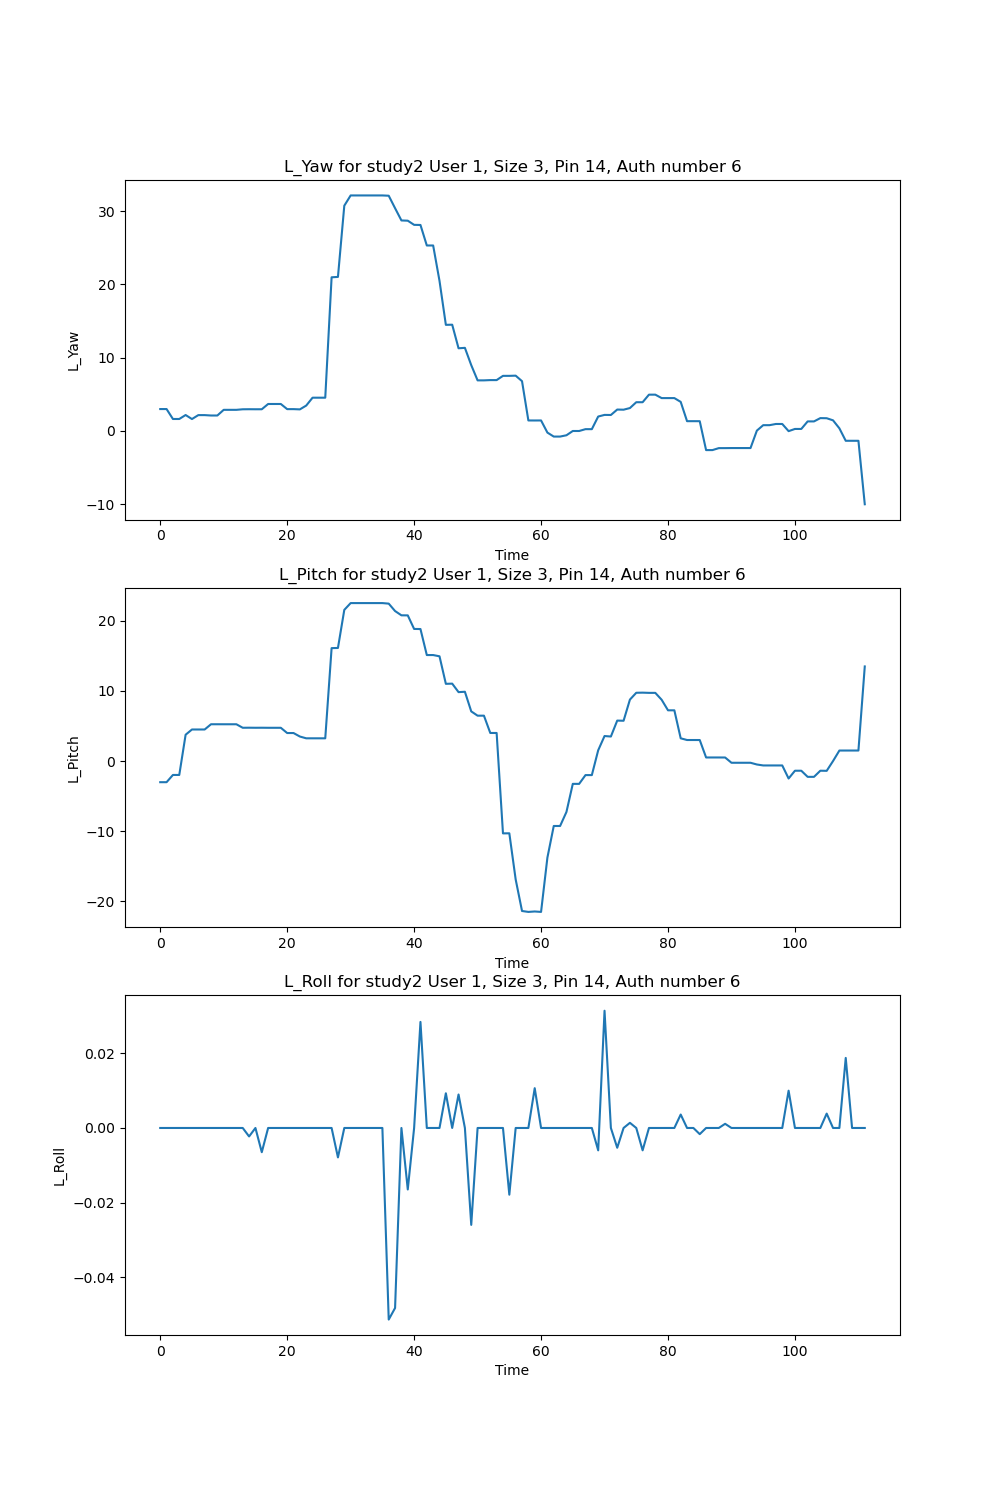 L_Yaw for study2 User 1, Size 3, Pin 14, Auth number 6
30
20
10
0
−10
L_Yaw
0 20 40 60 80 100
Time
L_Pitch for study2 User 1, Size 3, Pin 14, Auth number 6
20
10
0
−10
−20
L_Pitch
0 20 40 60 80 100
Time
L_Roll for study2 User 1, Size 3, Pin 14, Auth number 6
0.02
0.00
−0.02
−0.04
L_Roll
0 20 40 60 80 100
Time